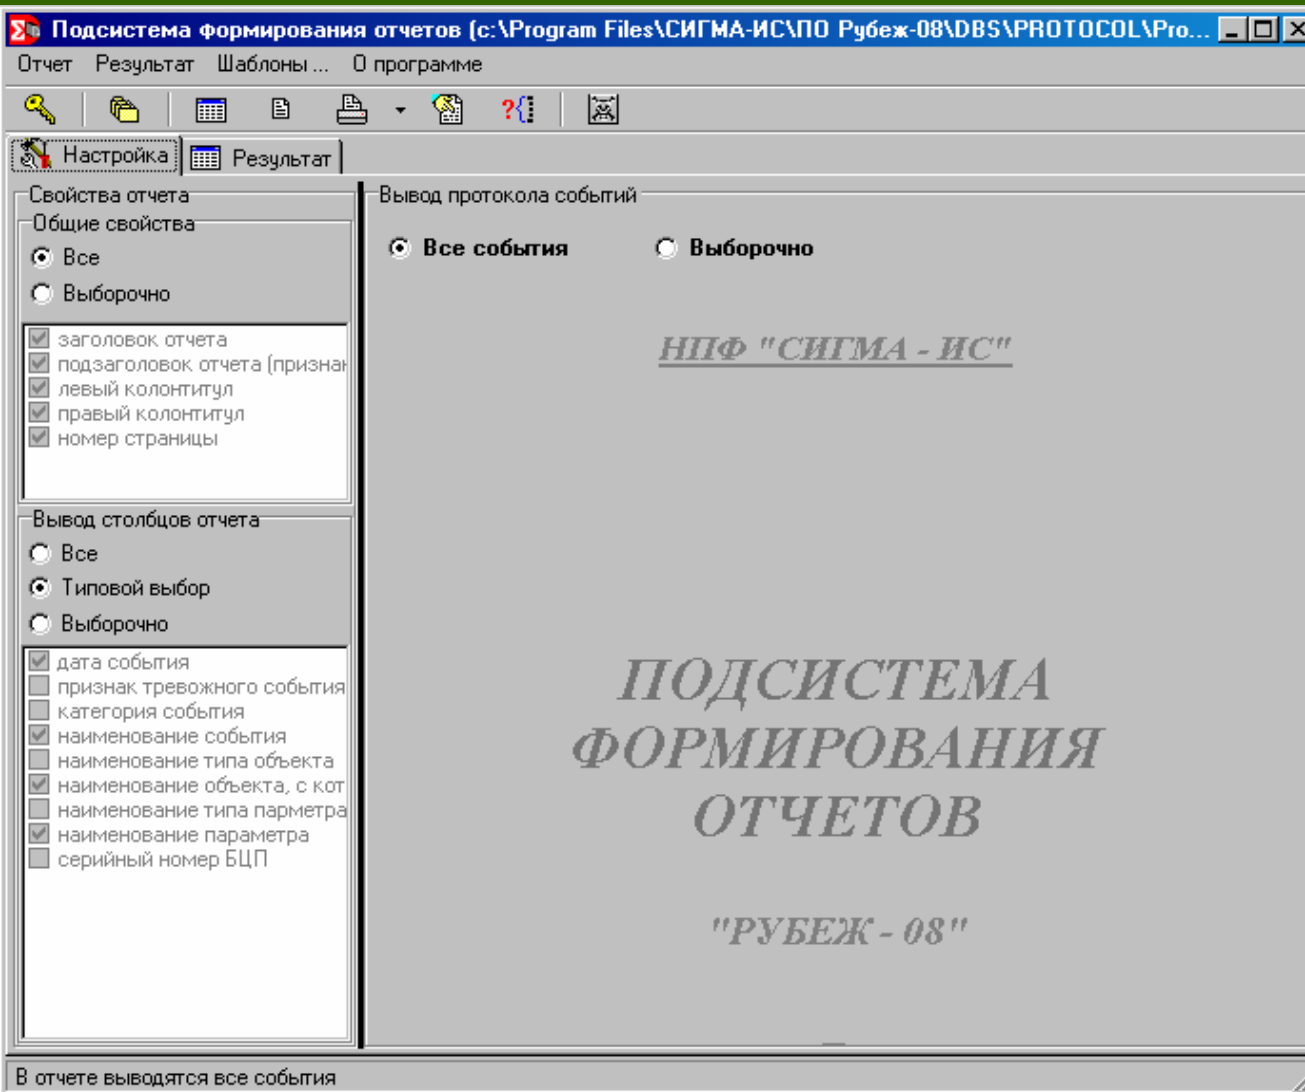 Подсистема формирования отчетов (c:\Program Files\СИГМА-ИС\ПО Рубеж-08\DBS\PROTOCOL\Pro...
Отчет Результат Шаблоны ... О программе
Настройка Результат
Свойства отчета
Общие свойства
Все
Выборочно
заголовок отчета
подзаголовок отчета (признак
левый колонтитул
правый колонтитул
номер страницы
Вывод столбцов отчета
Все
Типовой выбор
Выборочно
дата события
признак тревожного события
категория события
наименование события
наименование типа объекта
наименование объекта, с кот
наименование типа парметра
наименование параметра
серийный номер БЦП
Вывод протокола событий
Все события Выборочно
НПФ "СИГМА - ИС"
ПОДСИСТЕМА
ФОРМИРОВАНИЯ
ОТЧЕТОВ
"РУБЕЖ - 08"
В отчете выводятся все события